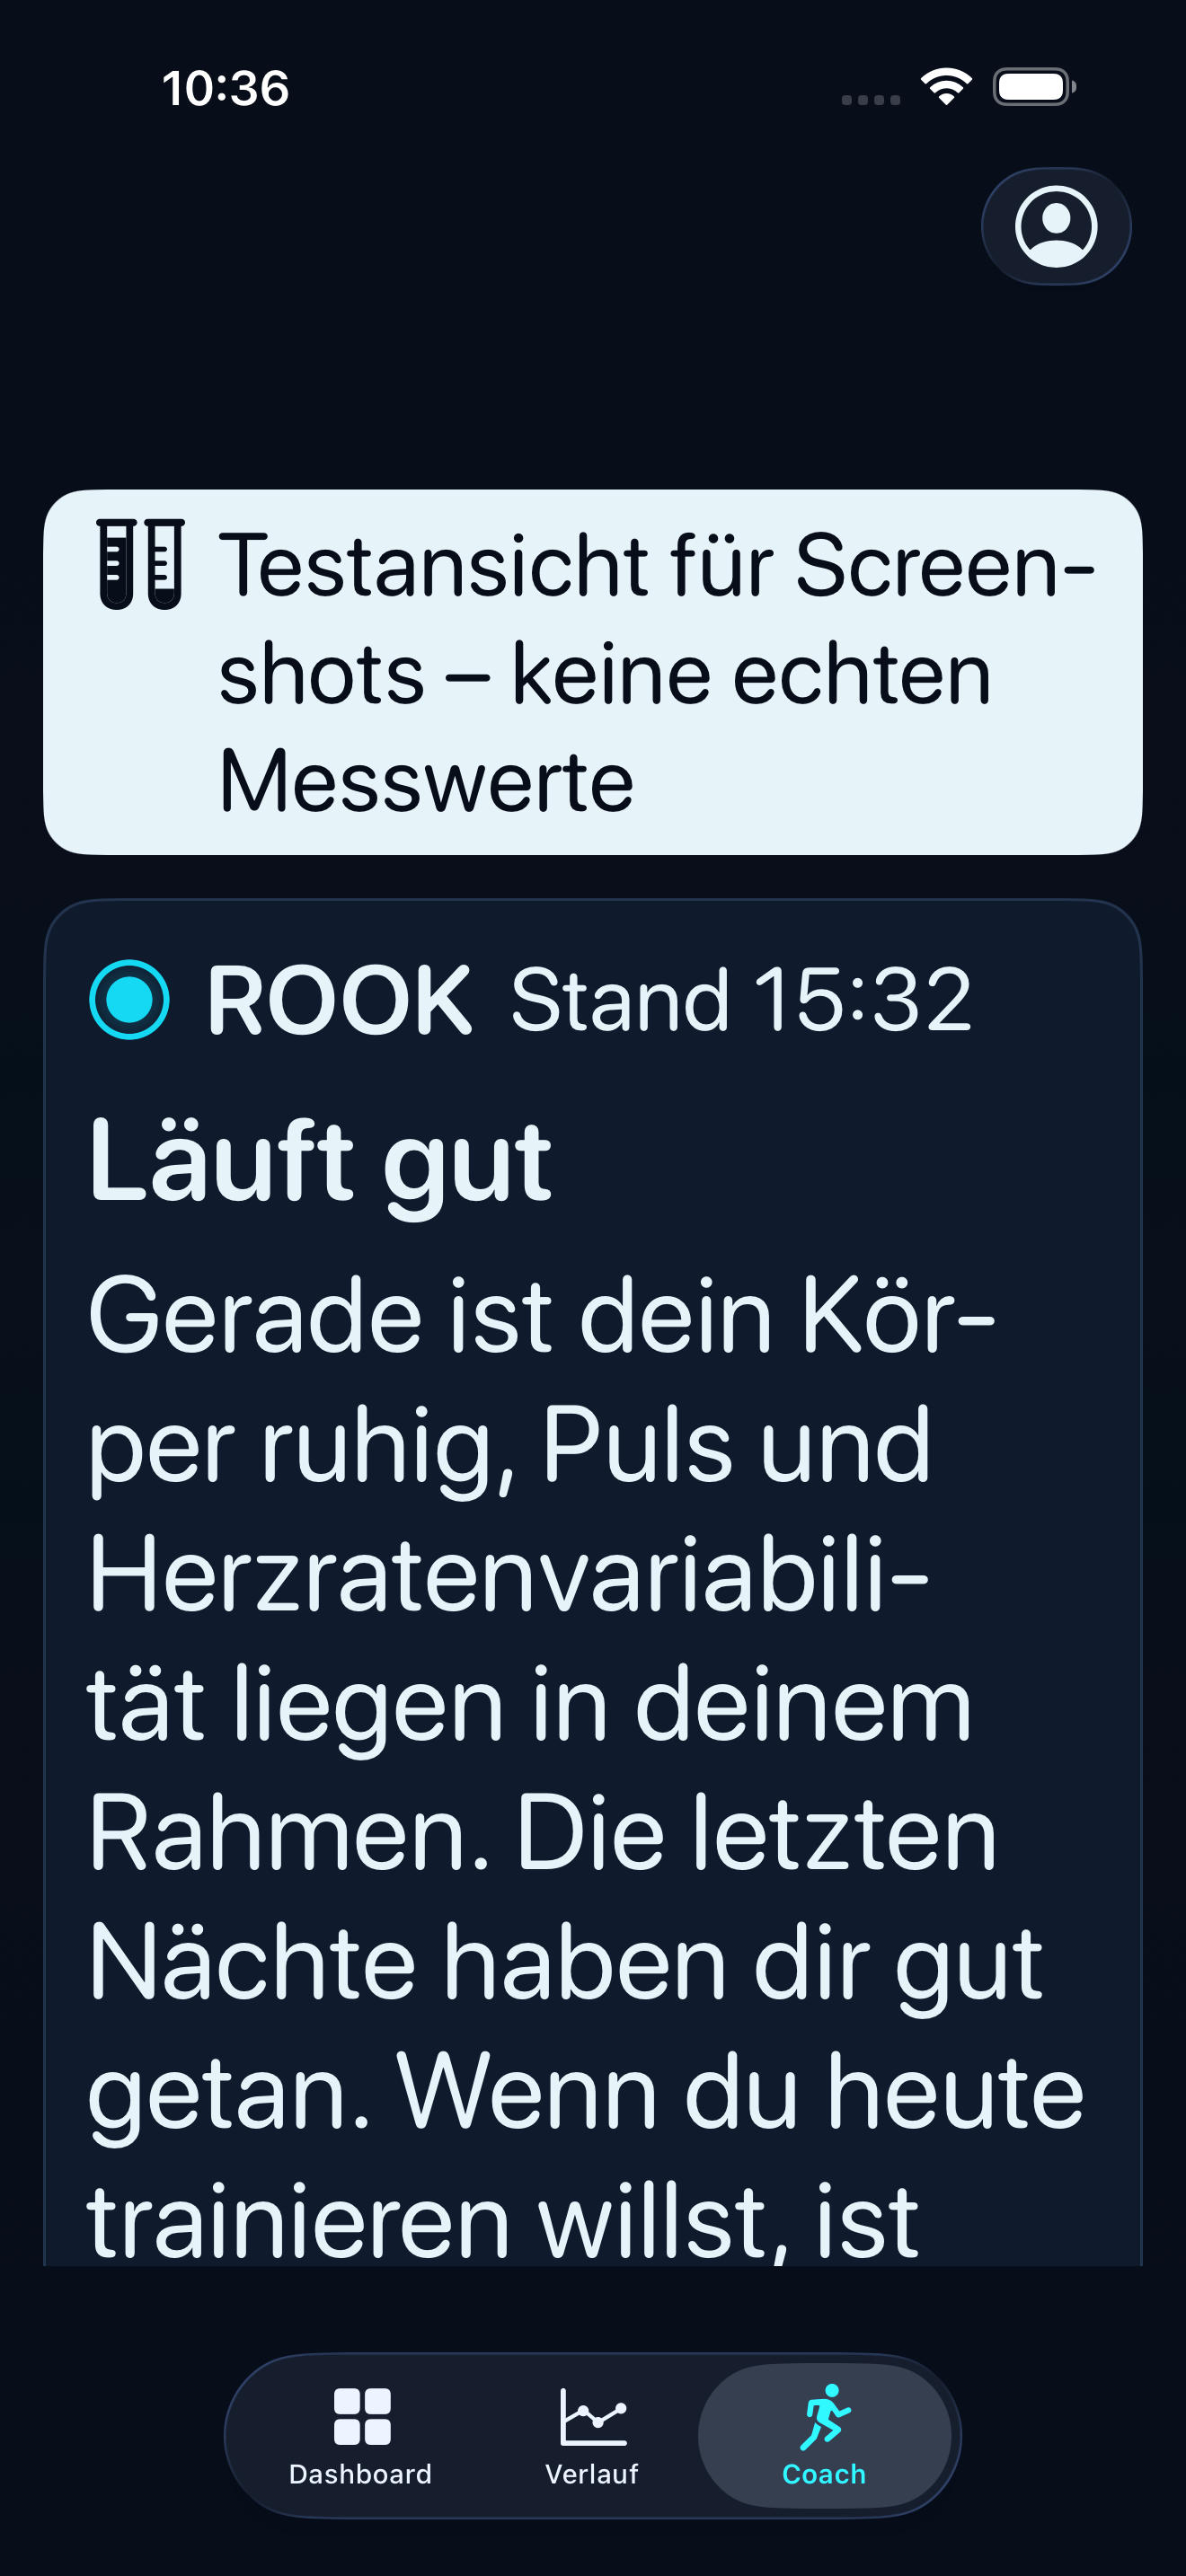 10:36
Testansicht für Screen-
shots – keine echten
Messwerte
ROOK Stand 15:32
Läuft gut
Gerade ist dein Kör-
per ruhig, Puls und
Herzratenvariabili-
tät liegen in deinem
Rahmen. Die letzten
Nächte haben dir gut
getan. Wenn du heute
trainieren willst, ist
Dashboard Verlauf Coach